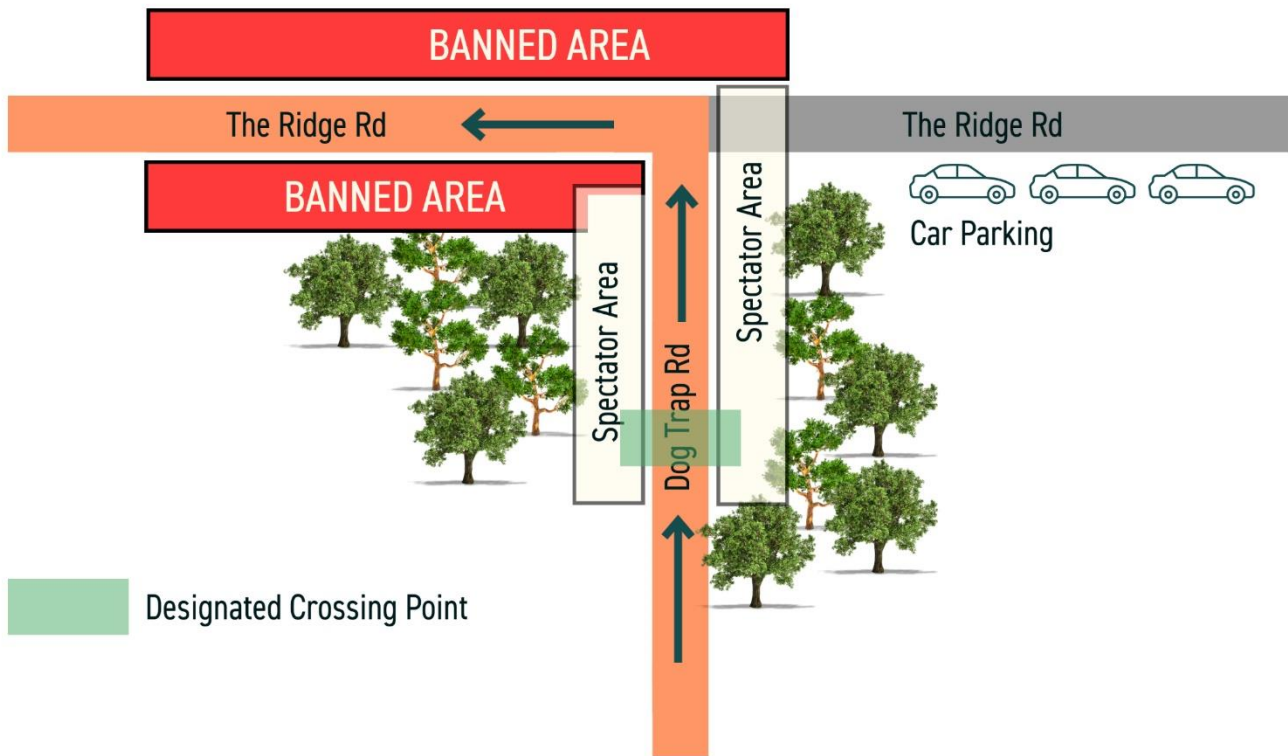 BANNED AREA
The Ridge Rd
The Ridge Rd
BANNED AREA
Car Parking
Spectator Area
Spectator Area
Dog Trap Rd
Designated Crossing Point